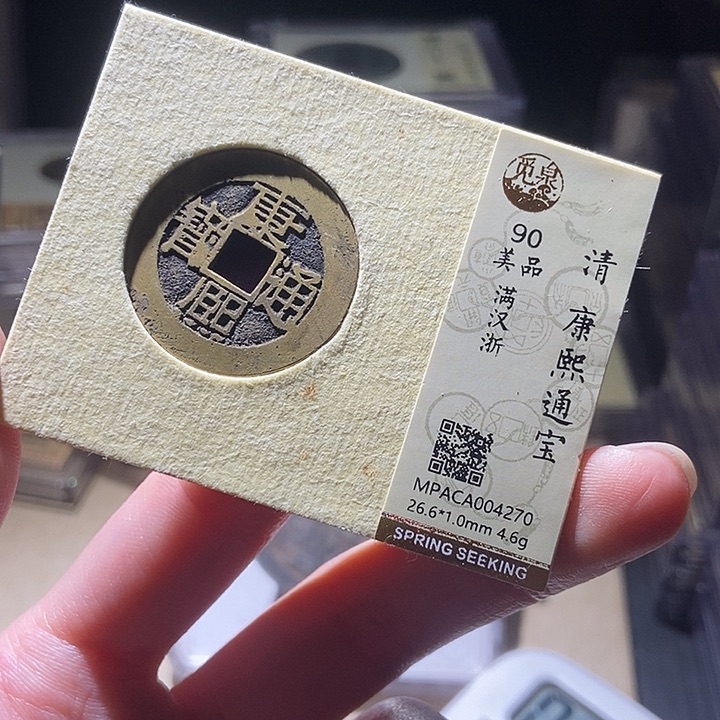 康熙通寶
觅泉
90
美品
满汉浙
清 康熙通宝
MPACA004270
26.6*1.0mm 4.6g
SPRING SEEKING